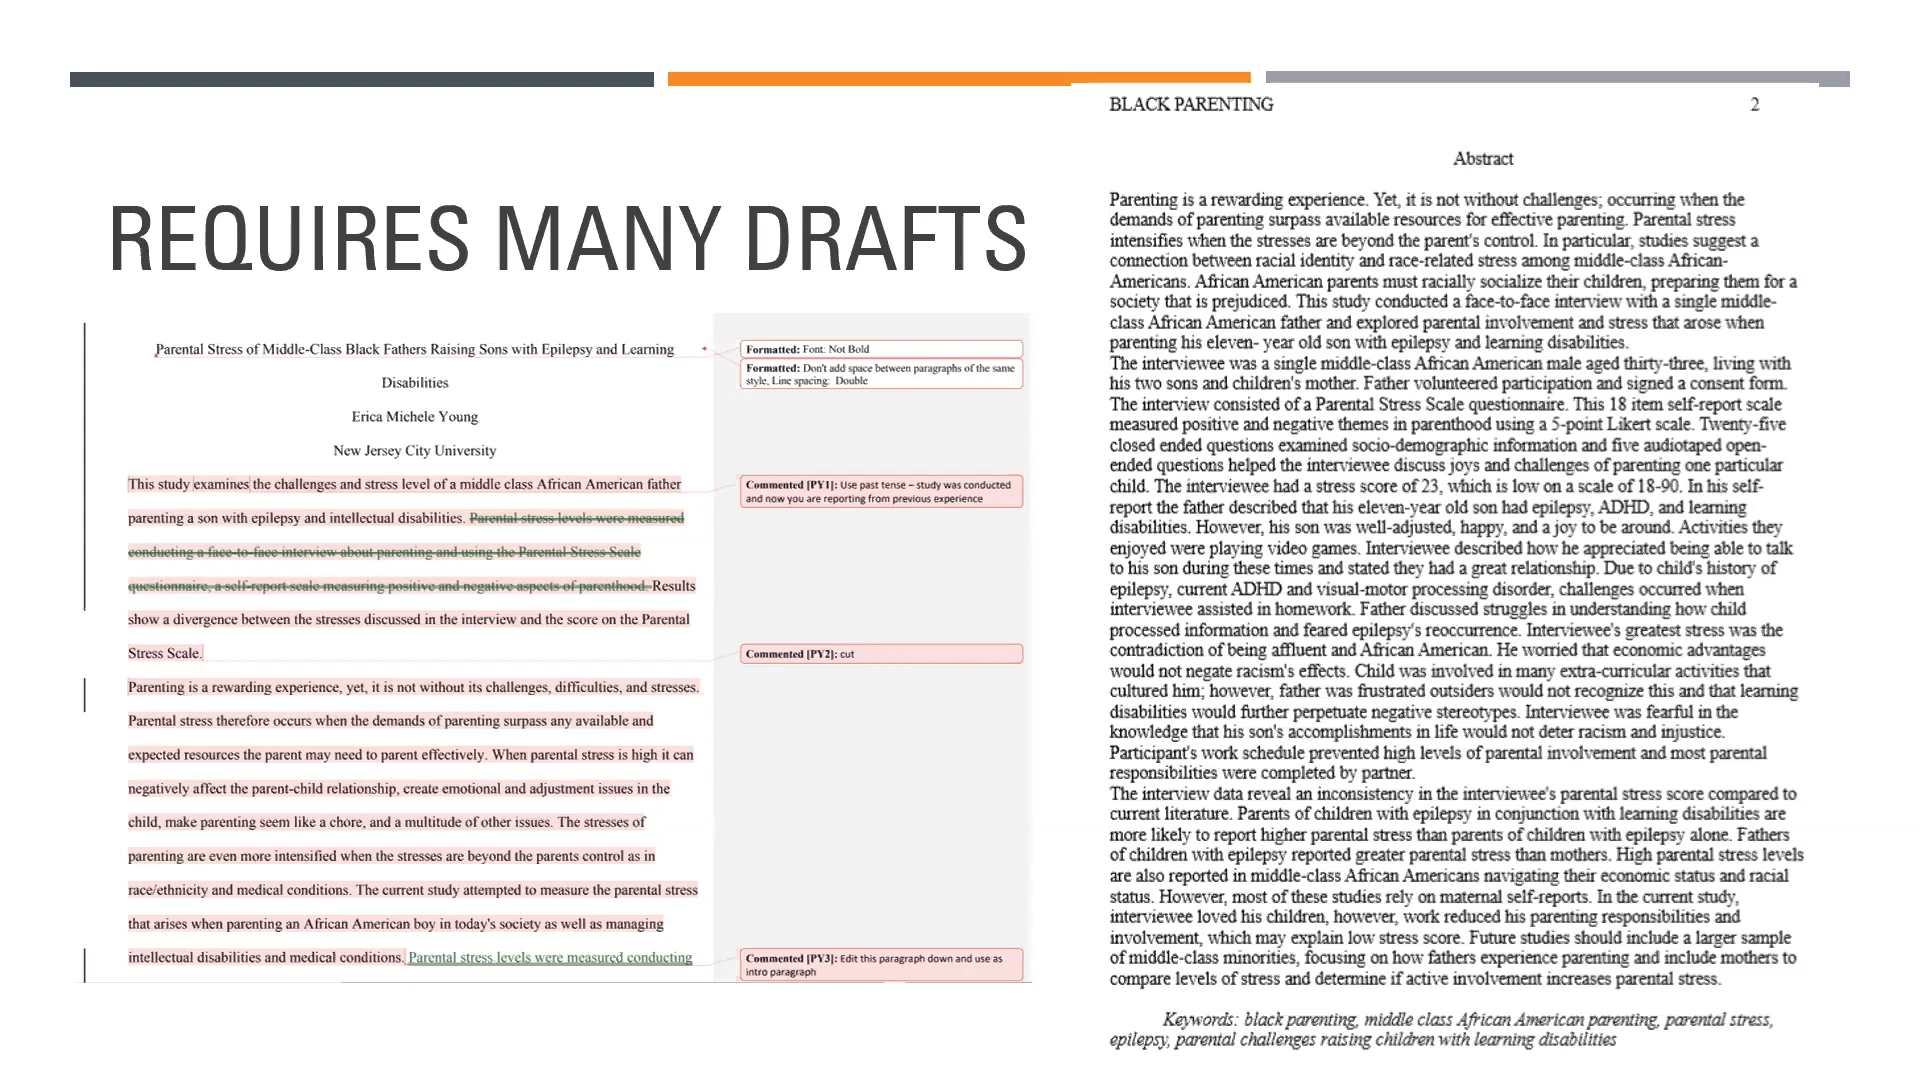 REQUIRES MANY DRAFTS
Parental Stress of Middle-Class Black Fathers Raising Sons with Epilepsy and Learning
Disabilities
Erica Michele Young
New Jersey City University
This study examines the challenges and stress level of a middle class African American father
parenting a son with epilepsy and intellectual disabilities. Parental stress levels were measured
conducting a face-to-face interview about parenting and using the Parental Stress Scale
questionnaire, a self-report scale measuring positive and negative aspects of parenthood. Results
show a divergence between the stresses discussed in the interview and the score on the Parental
Stress Scale.
Parenting is a rewarding experience, yet, it is not without its challenges, difficulties, and stresses.
Parental stress therefore occurs when the demands of parenting surpass any available and
expected resources the parent may need to parent effectively. When parental stress is high it can
negatively affect the parent-child relationship, create emotional and adjustment issues in the
child, make parenting seem like a chore, and a multitude of other issues. The stresses of
parenting are even more intensified when the stresses are beyond the parents control as in
race/ethnicity and medical conditions. The current study attempted to measure the parental stress
that arises when parenting an African American boy in today's society as well as managing
intellectual disabilities and medical conditions. Parental stress levels were measured conducting
Formatted: Font: Not Bold
Formatted: Don't add space between paragraphs of the same
style, Line spacing: Double
Commented [PY1]: Use past tense – study was conducted
and now you are reporting from previous experience
Commented [PY2]: cut
Commented [PY3]: Edit this paragraph down and use as
intro paragraph
BLACK PARENTING 2
Abstract
Parenting is a rewarding experience. Yet, it is not without challenges; occurring when the
demands of parenting surpass available resources for effective parenting. Parental stress
intensifies when the stresses are beyond the parent's control. In particular, studies suggest a
connection between racial identity and race-related stress among middle-class African-
Americans. African American parents must racially socialize their children, preparing them for a
society that is prejudiced. This study conducted a face-to-face interview with a single middle-
class African American father and explored parental involvement and stress that arose when
parenting his eleven- year old son with epilepsy and learning disabilities.
The interviewee was a single middle-class African American male aged thirty-three, living with
his two sons and children's mother. Father volunteered participation and signed a consent form.
The interview consisted of a Parental Stress Scale questionnaire. This 18 item self-report scale
measured positive and negative themes in parenthood using a 5-point Likert scale. Twenty-five
closed ended questions examined socio-demographic information and five audiotaped open-
ended questions helped the interviewee discuss joys and challenges of parenting one particular
child. The interviewee had a stress score of 23, which is low on a scale of 18-90. In his self-
report the father described that his eleven-year old son had epilepsy, ADHD, and learning
disabilities. However, his son was well-adjusted, happy, and a joy to be around. Activities they
enjoyed were playing video games. Interviewee described how he appreciated being able to talk
to his son during these times and stated they had a great relationship. Due to child's history of
epilepsy, current ADHD and visual-motor processing disorder, challenges occurred when
interviewee assisted in homework. Father discussed struggles in understanding how child
processed information and feared epilepsy's reoccurrence. Interviewee's greatest stress was the
contradiction of being affluent and African American. He worried that economic advantages
would not negate racism's effects. Child was involved in many extra-curricular activities that
cultured him; however, father was frustrated outsiders would not recognize this and that learning
disabilities would further perpetuate negative stereotypes. Interviewee was fearful in the
knowledge that his son's accomplishments in life would not deter racism and injustice.
Participant's work schedule prevented high levels of parental involvement and most parental
responsibilities were completed by partner.
The interview data reveal an inconsistency in the interviewee's parental stress score compared to
current literature. Parents of children with epilepsy in conjunction with learning disabilities are
more likely to report higher parental stress than parents of children with epilepsy alone. Fathers
of children with epilepsy reported greater parental stress than mothers. High parental stress levels
are also reported in middle-class African Americans navigating their economic status and racial
status. However, most of these studies rely on maternal self-reports. In the current study,
interviewee loved his children, however, work reduced his parenting responsibilities and
involvement, which may explain low stress score. Future studies should include a larger sample
of middle-class minorities, focusing on how fathers experience parenting and include mothers to
compare levels of stress and determine if active involvement increases parental stress.
Keywords: black parenting, middle class African American parenting, parental stress,
epilepsy, parental challenges raising children with learning disabilities